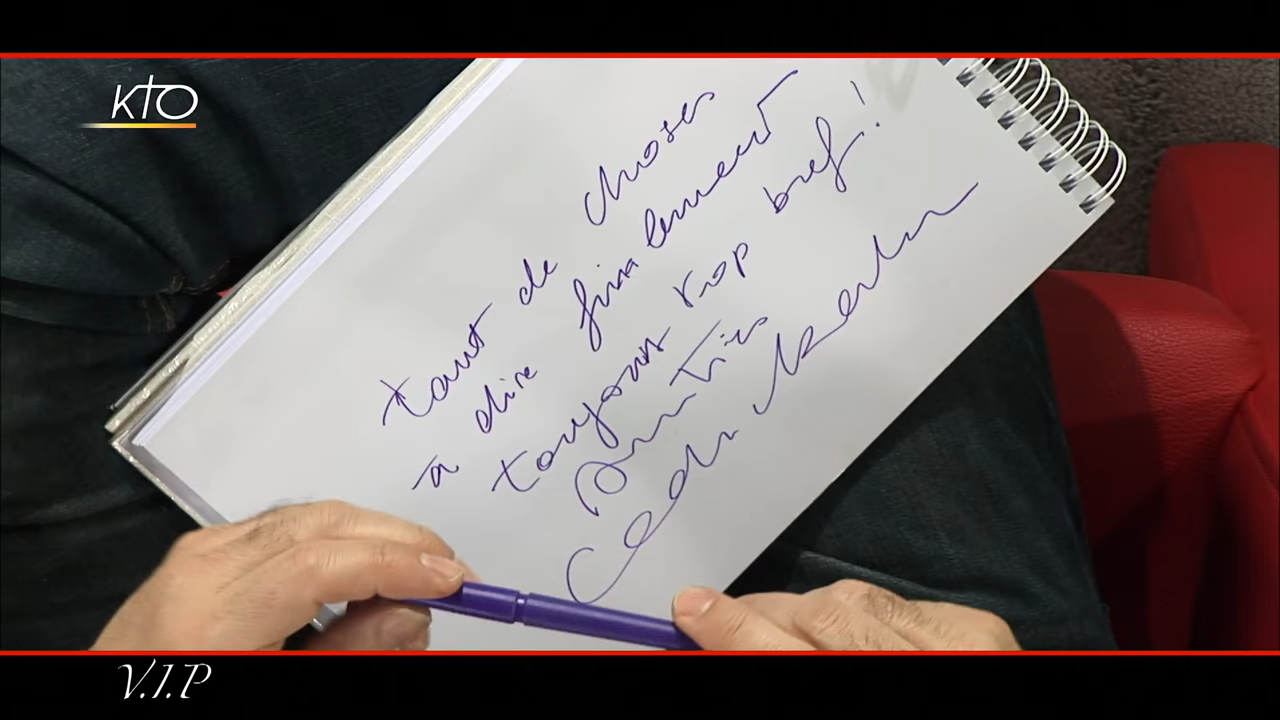 KTO
tant de choses
à dire finalement
toujours trop bref !
Amitiés
V.I.P